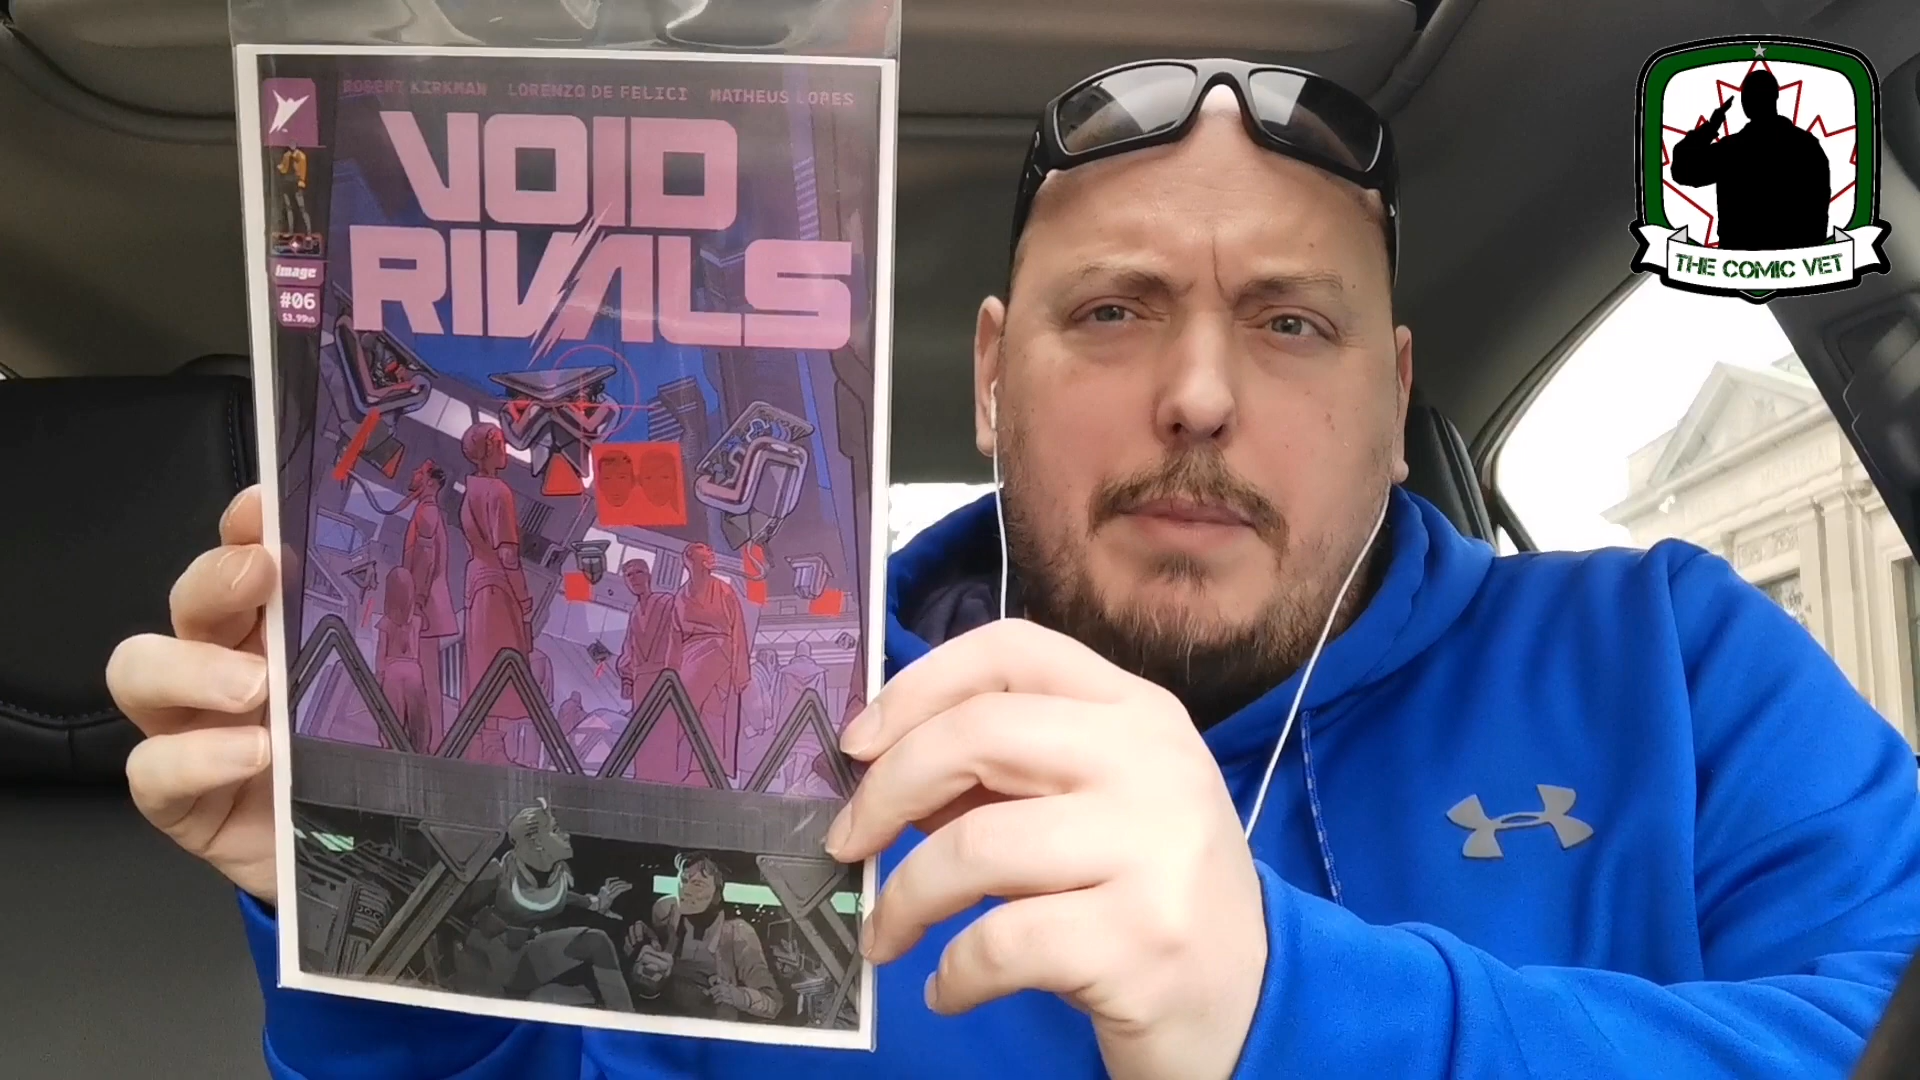 ROBERT KIRKMAN LORENZO DE FELICI MATHEUS LOPES
VOID
RIVALS
image
#06
$3.99US
THE COMIC VET